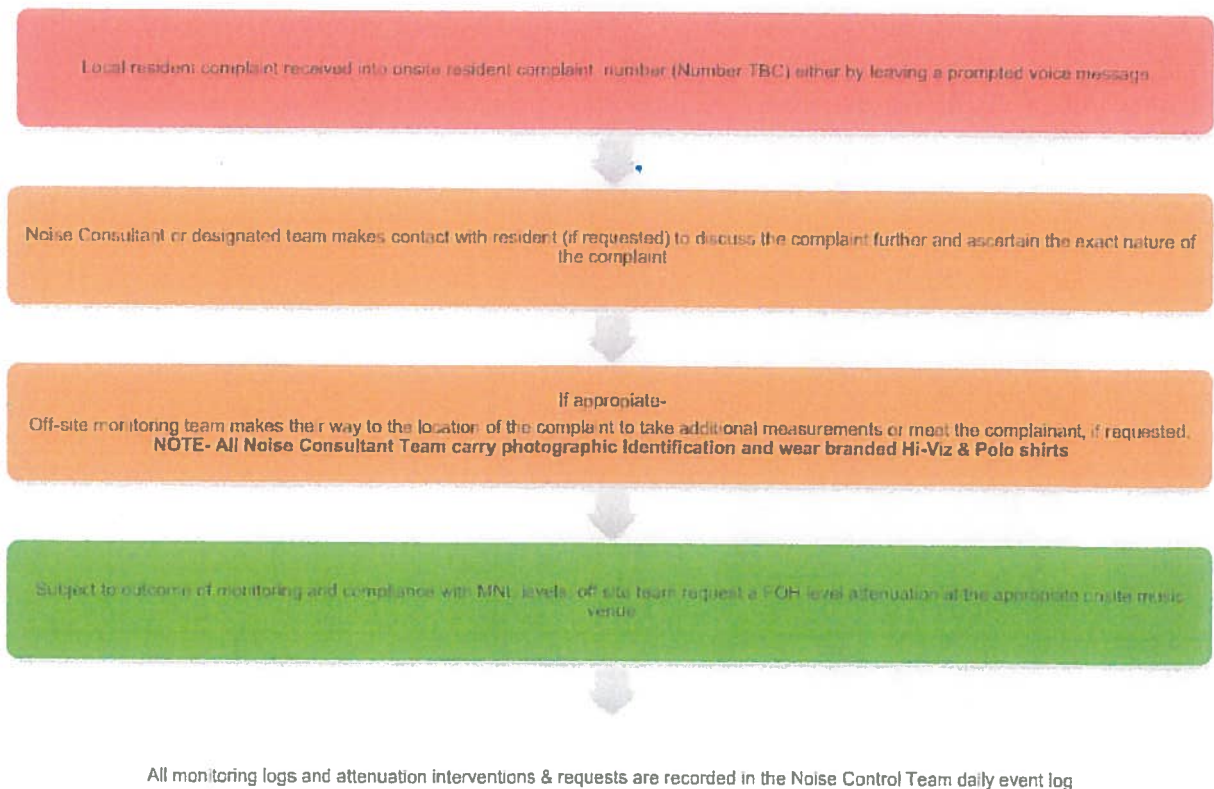 Local resident complaint received into onsite resident complaint number (Number TBC) either by leaving a prompted voice message
Noise Consultant or designated team makes contact with resident (if requested) to discuss the complaint further and ascertain the exact nature of
the complaint
If appropiate-
Off-site monitoring team makes their way to the location of the complaint to take additional measurements or meet the complainant, if requested.
NOTE- All Noise Consultant Team carry photographic Identification and wear branded Hi-Viz & Polo shirts
Subject to outcome of monitoring and compliance with MNL levels, off site team request a FOH level attenuation at the appropiate onsite music
venue
All monitoring logs and attenuation interventions & requests are recorded in the Noise Control Team daily event log